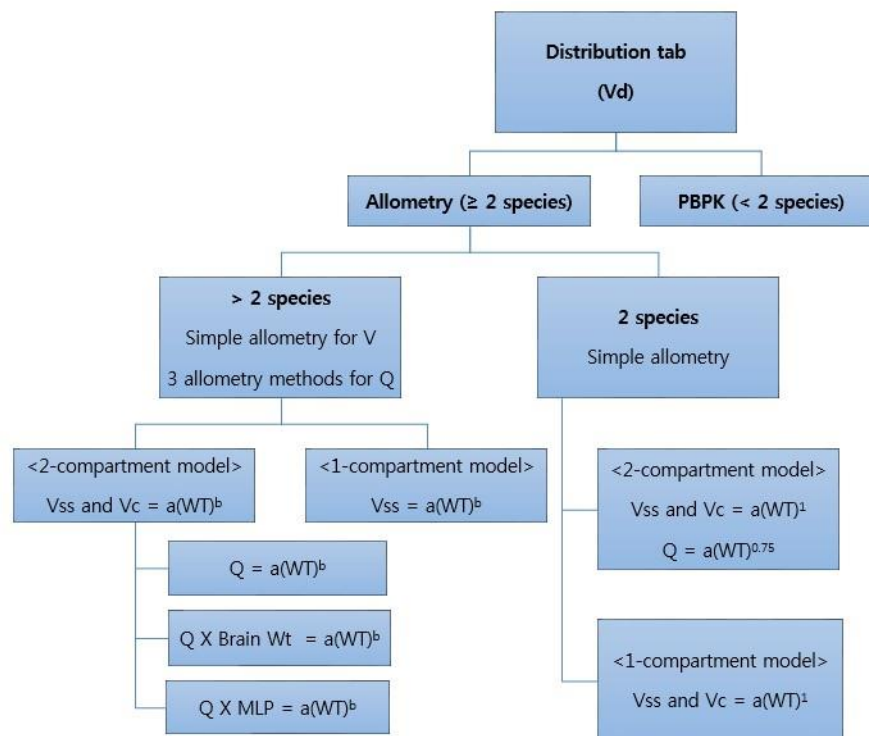 Distribution tab
(Vd)
Allometry (≥ 2 species)
PBPK (< 2 species)
> 2 species
Simple allometry for V
3 allometry methods for Q
2 species
Simple allometry
<2-compartment model>
Vss and Vc = a(WT)ᵇ
<1-compartment model>
Vss = a(WT)ᵇ
Q = a(WT)ᵇ
Q X Brain Wt = a(WT)ᵇ
Q X MLP = a(WT)ᵇ
<2-compartment model>
Vss and Vc = a(WT)¹
Q = a(WT)⁰·⁷⁵
<1-compartment model>
Vss and Vc = a(WT)¹